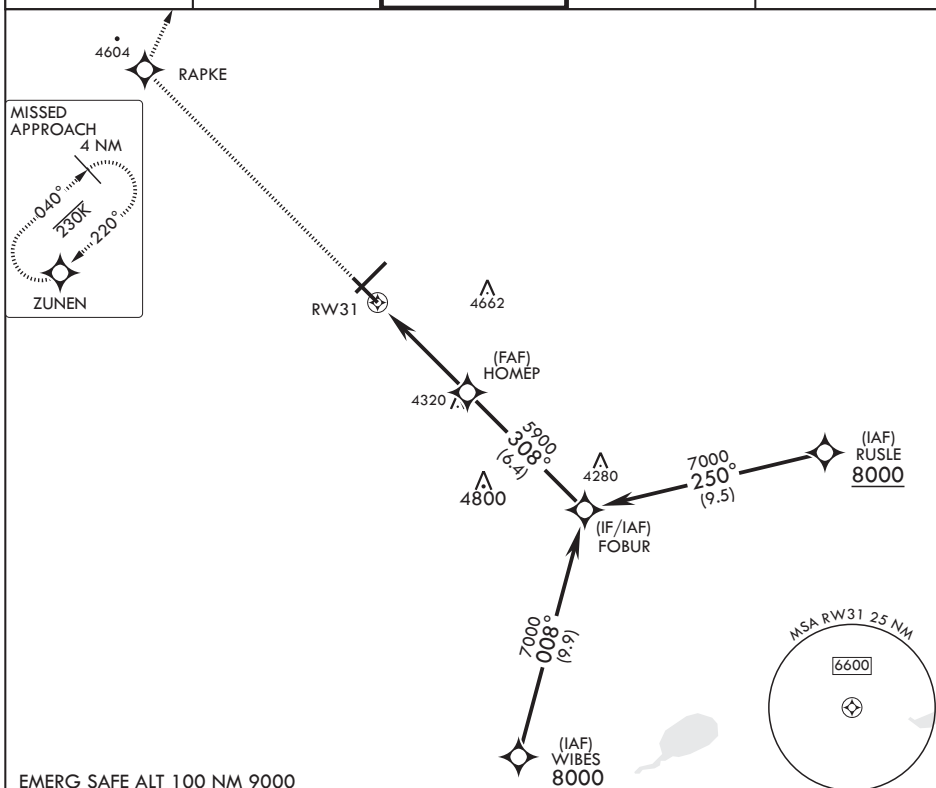 4604
RAPKE
MISSED
APPROACH
4 NM
040°
230K
220°
ZUNEN
RW31
4662
(FAF)
HOMEP
4320
5900
308°
(6.4)
4280
4800
(IF/IAF)
FOBUR
7000
250°
(9.5)
(IAF)
RUSLE
8000
7000
008°
(9.9)
(IAF)
WIBES
8000
MSA RW31 25 NM
6600
EMERG SAFE ALT 100 NM 9000